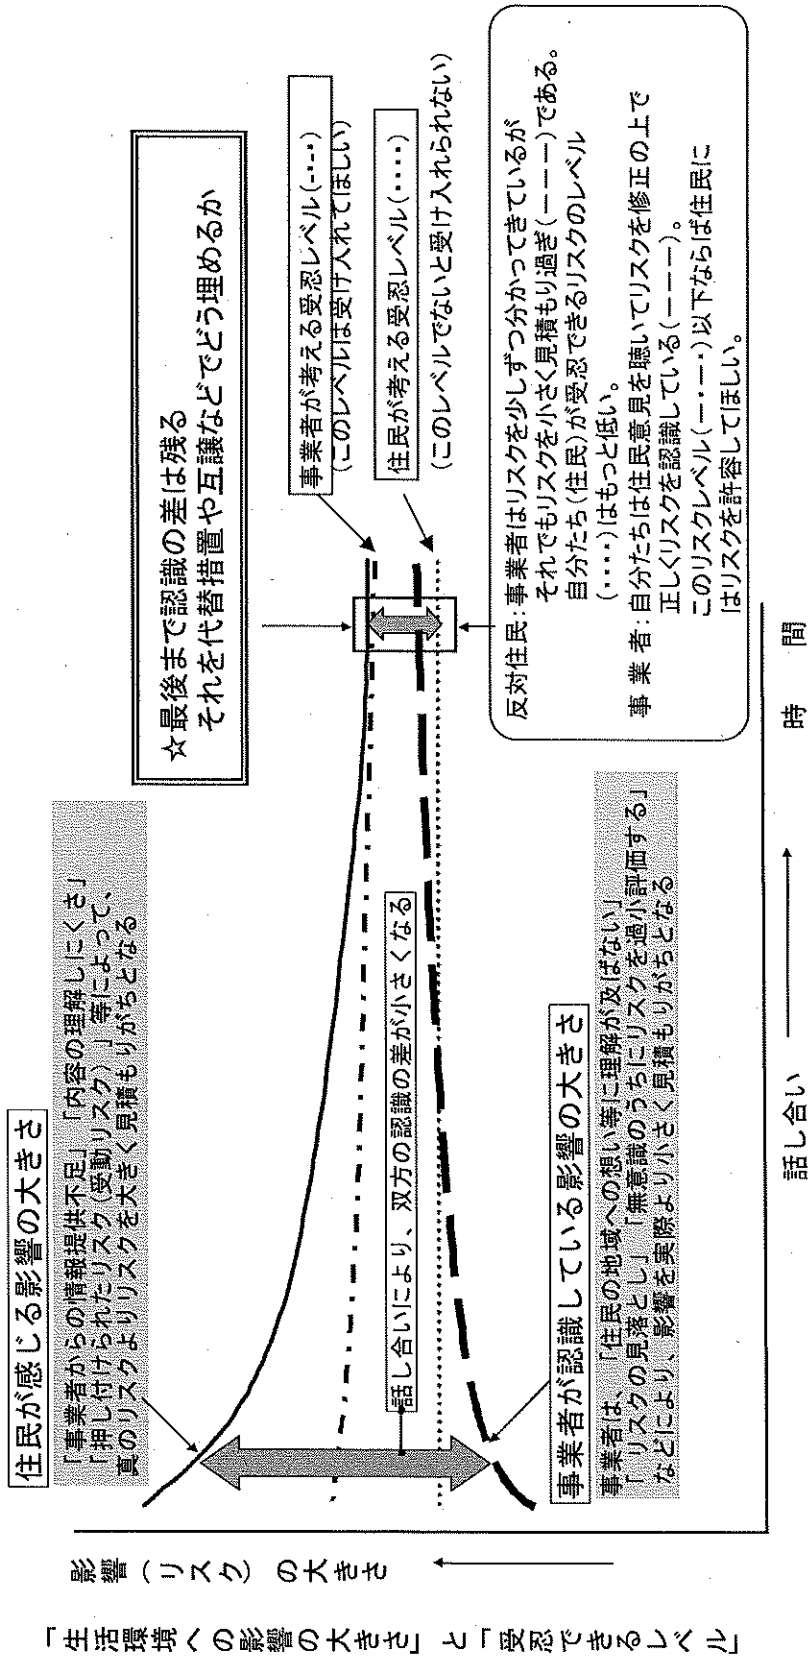 「生活環境への影響の大きさ」と「受忍できるレベル」
影響(リスク)の大きさ
住民が感じる影響の大きさ
「事業者からの情報提供不足」「内容の理解しにくさ」
「押し付けられたリスク(受動リスク)」等によって、
真のリスクよりリスクを大きく見積もりがちとなる
☆最後まで認識の差は残る
それを代替措置や互譲などでどう埋めるか
事業者が考える受忍レベル(-・-・)
(このレベルは受け入れてほしい)
住民が考える受忍レベル(・・・・)
(このレベルでないと受け入れられない)
話し合いにより、双方の認識の差が小さくなる
事業者が認識している影響の大きさ
事業者は、「住民の地域への想い等に理解が及ばない」
「リスクの見落とし」「無意識のうちにリスクを過小評価する」
などにより、影響を実際より小さく見積もりがちとなる
反対住民:事業者はリスクを少しずつ分かってきているが
それでもリスクを小さく見積もり過ぎ(ーーー)である。
自分たち(住民)が受忍できるリスクのレベル
(・・・・)はもっと低い。
事業者:自分たちは住民意見を聴いてリスクを修正の上で
正しくリスクを認識している(ーーー)。
このリスクレベル(ー・ー・)以下ならば住民に
はリスクを許容してほしい。
話し合い
時間